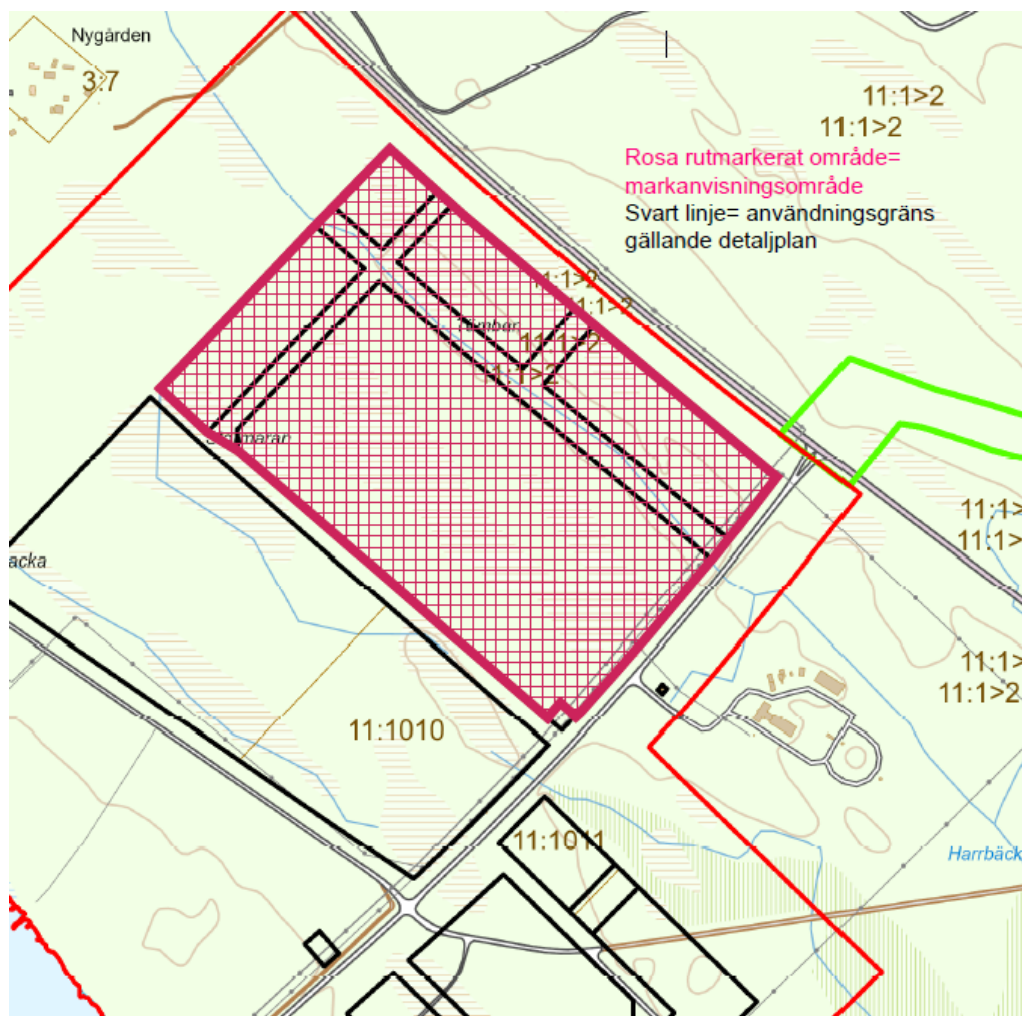 Nygården
3:7
11:1>2
11:1>2
Rosa rutmarkerat område=
markanvisningsområde
Svart linje= användningsgräns
gällande detaljplan
11:1>2
11:1>2
11:1>2
11:1>2
11:1>
11:1>
acka
11:1>
11:1>2
11:1010
11:1011
Harrbäck